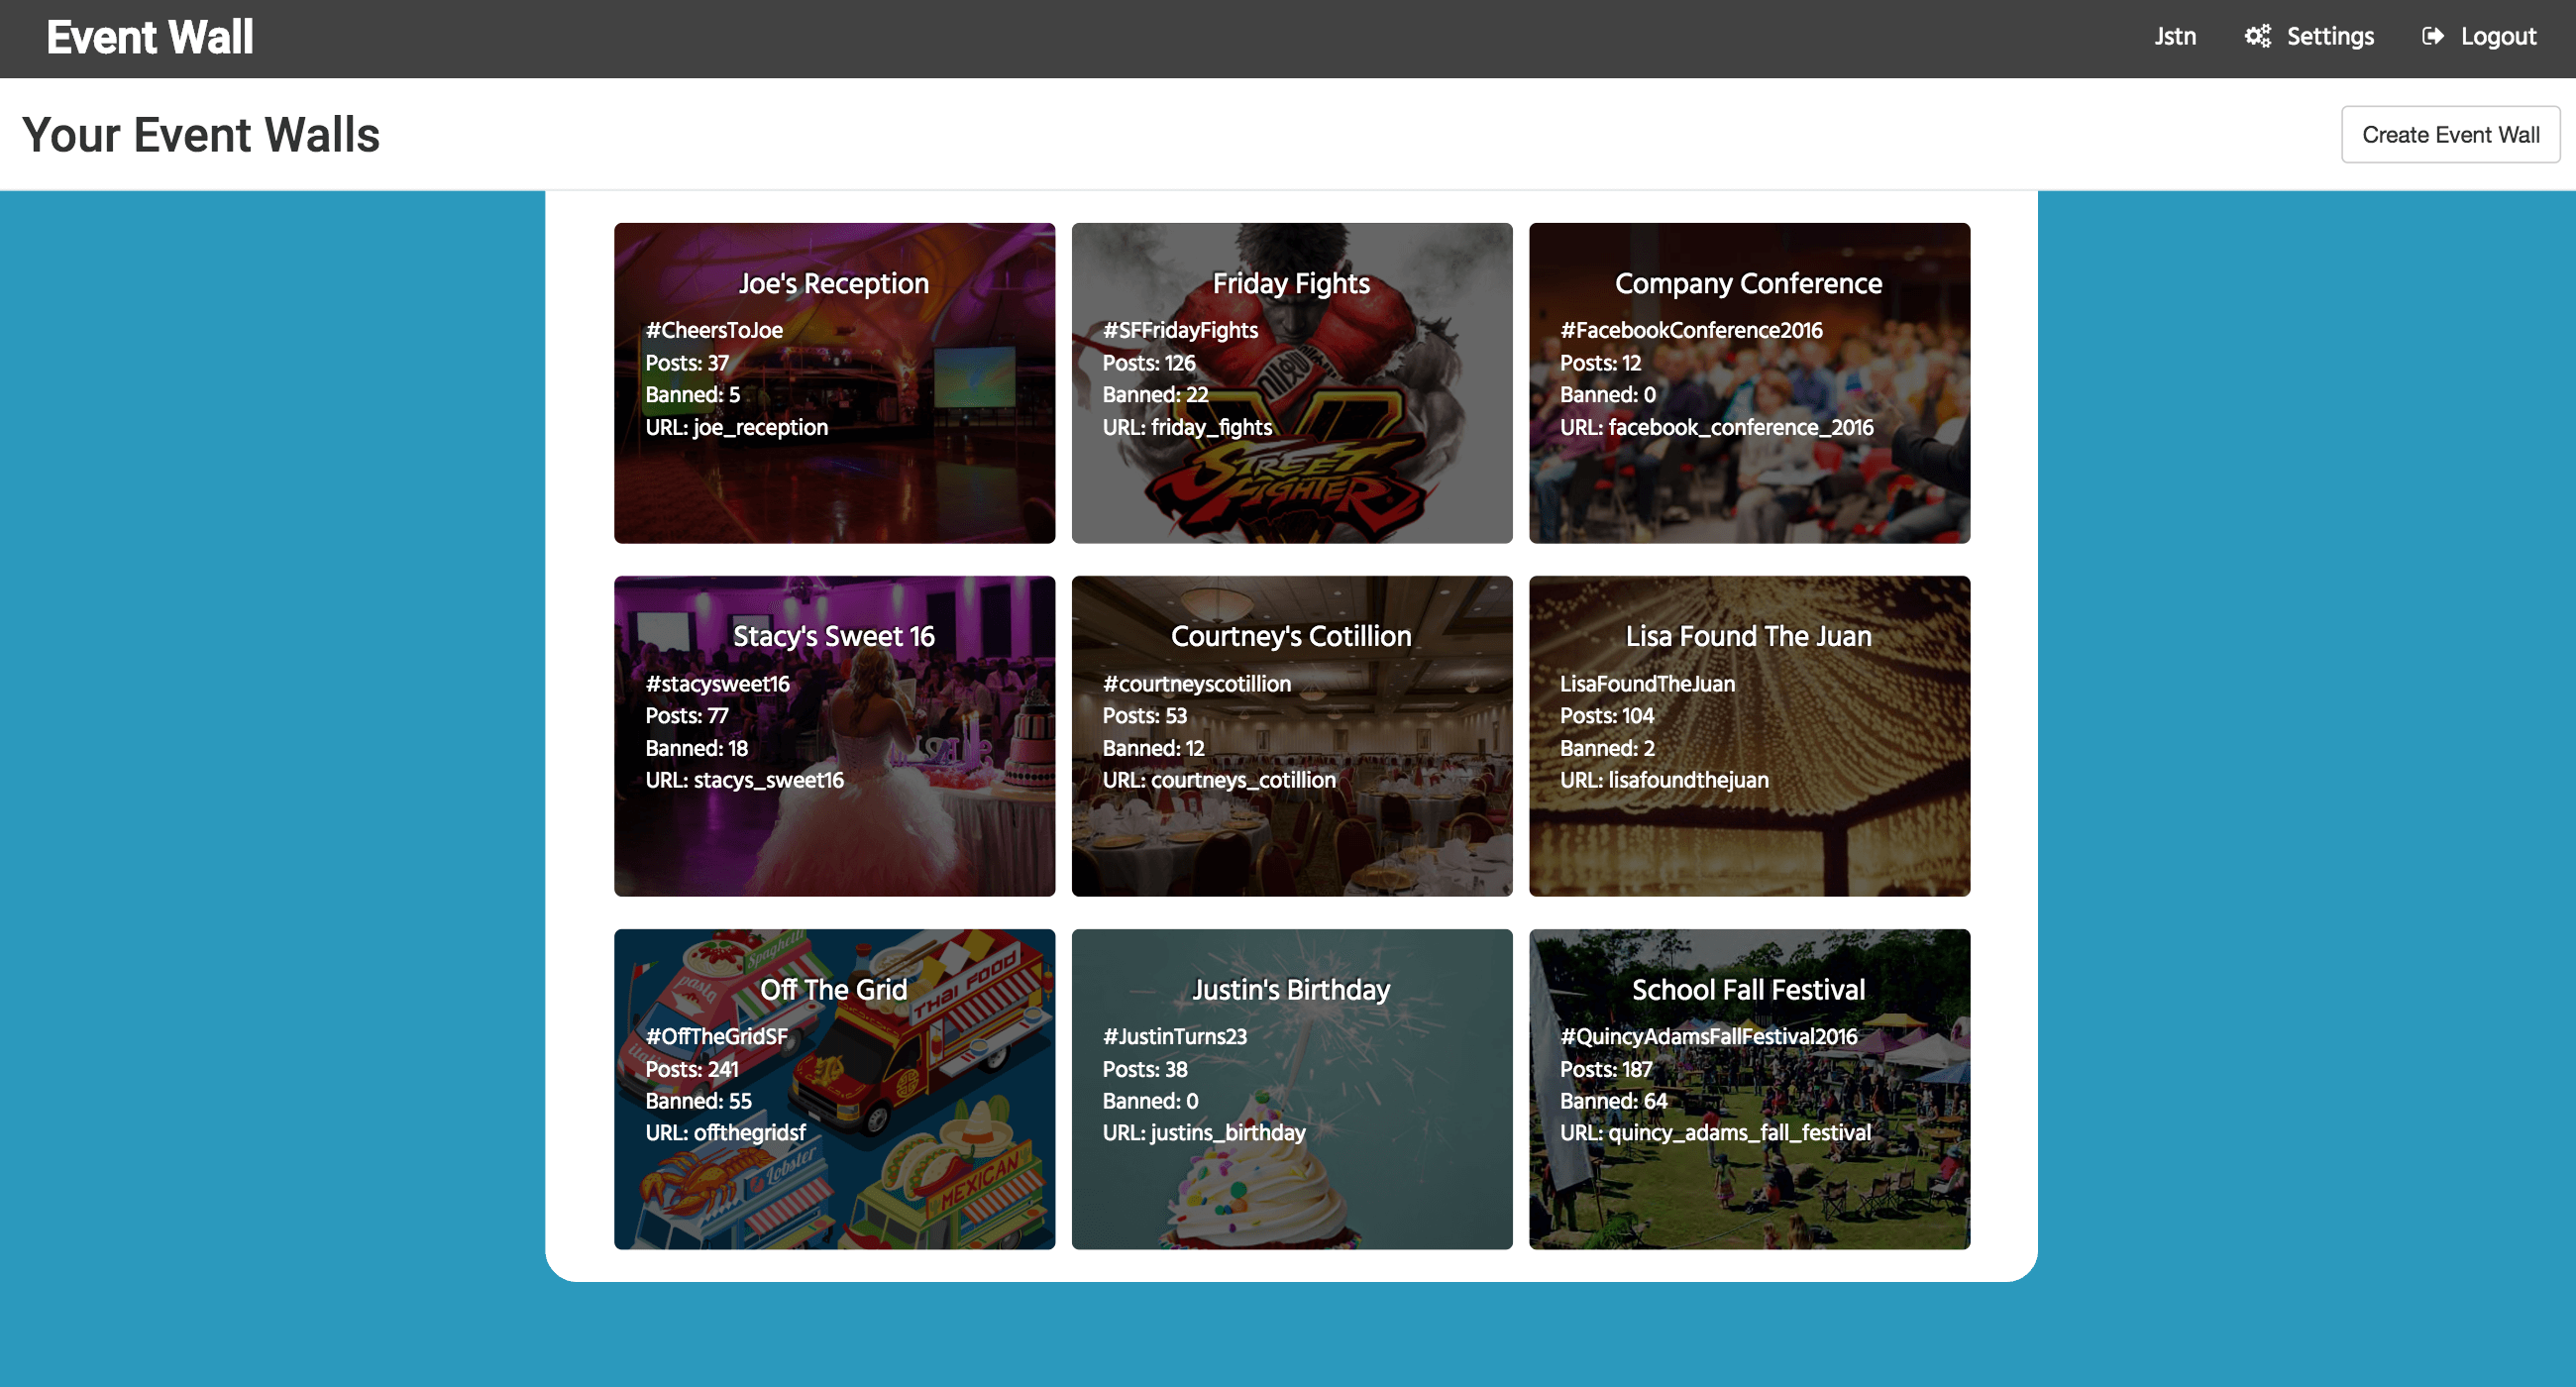 Event Wall
Jstn
Settings
Logout
Your Event Walls
Create Event Wall
Joe's Reception
#CheersToJoe
Posts: 37
Banned: 5
URL: joe_reception
Friday Fights
#SFFridayFights
Posts: 126
Banned: 22
URL: friday_fights
STREET
FIGHTER
Company Conference
#FacebookConference2016
Posts: 12
Banned: 0
URL: facebook_conference_2016
Stacy's Sweet 16
#stacysweet16
Posts: 77
Banned: 18
URL: stacys_sweet16
Courtney's Cotillion
#courtneyscotillion
Posts: 53
Banned: 12
URL: courtneys_cotillion
Lisa Found The Juan
LisaFoundTheJuan
Posts: 104
Banned: 2
URL: lisafoundthejuan
Off The Grid
#OffTheGridSF
Posts: 241
Banned: 55
URL: offthegridsf
Spaghetti
pasta
italian
THAI FOOD
Lobster
MEXICAN
Justin's Birthday
#JustinTurns23
Posts: 38
Banned: 0
URL: justins_birthday
School Fall Festival
#QuincyAdamsFallFestival2016
Posts: 187
Banned: 64
URL: quincy_adams_fall_festival